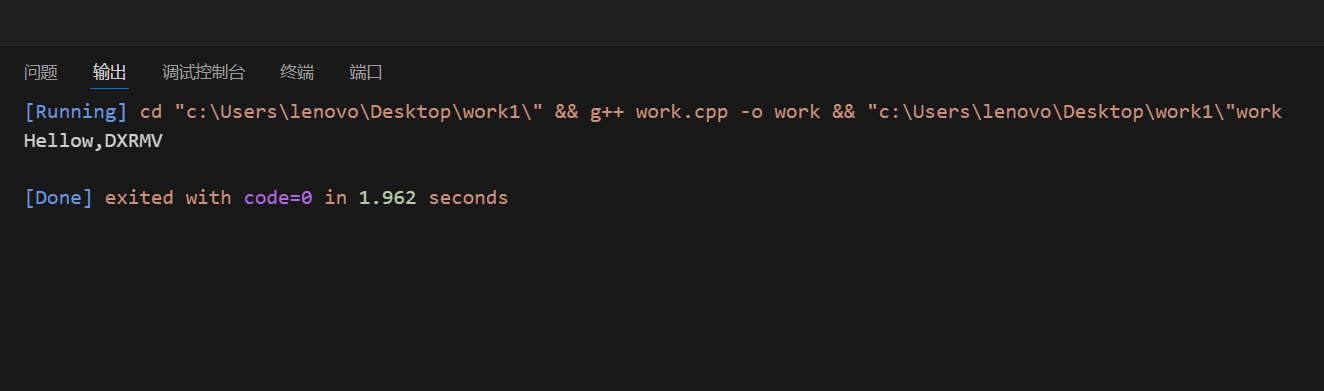 问题 输出 调试控制台 终端 端口
[Running] cd "c:\Users\lenovo\Desktop\work1\" && g++ work.cpp -o work && "c:\Users\lenovo\Desktop\work1\"work
Hellow,DXRMV
[Done] exited with code=0 in 1.962 seconds